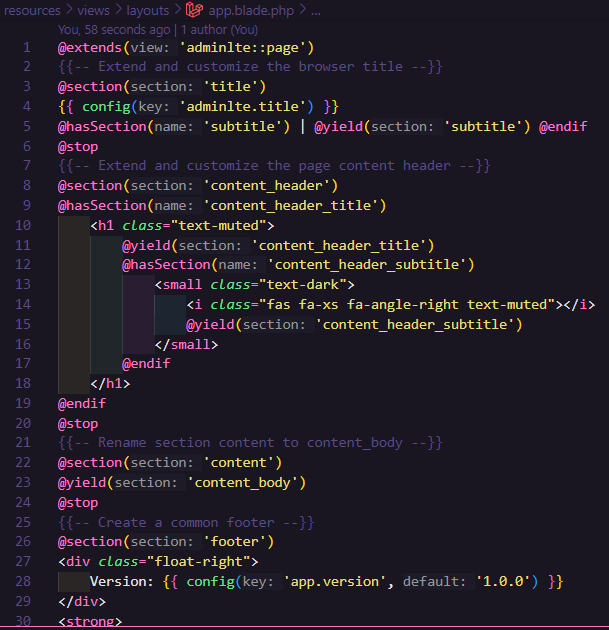 resources > views > layouts > app.blade.php > ...
You, 58 seconds ago | 1 author (You)
1 @extends(view: 'adminlte::page')
2 {{-- Extend and customize the browser title --}}
3 @section(section: 'title')
4 {{ config(key: 'adminlte.title') }}
5 @hasSection(name: 'subtitle') | @yield(section: 'subtitle') @endif
6 @stop
7 {{-- Extend and customize the page content header --}}
8 @section(section: 'content_header')
9 @hasSection(name: 'content_header_title')
10 <h1 class="text-muted">
11 @yield(section: 'content_header_title')
12 @hasSection(name: 'content_header_subtitle')
13 <small class="text-dark">
14 <i class="fas fa-xs fa-angle-right text-muted"></i>
15 @yield(section: 'content_header_subtitle')
16 </small>
17 @endif
18 </h1>
19 @endif
20 @stop
21 {{-- Rename section content to content_body --}}
22 @section(section: 'content')
23 @yield(section: 'content_body')
24 @stop
25 {{-- Create a common footer --}}
26 @section(section: 'footer')
27 <div class="float-right">
28 Version: {{ config(key: 'app.version', default: '1.0.0') }}
29 </div>
30 <strong>